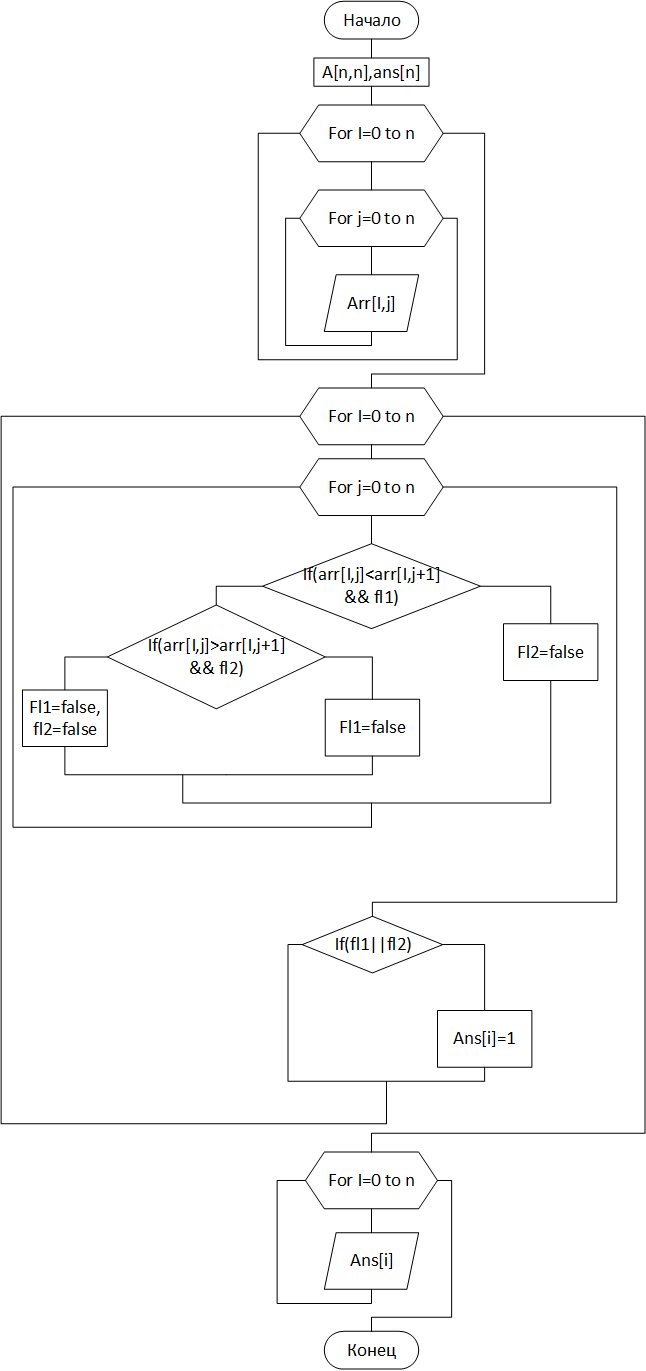 Начало
A[n,n],ans[n]
For I=0 to n
For j=0 to n
Arr[I,j]
For I=0 to n
For j=0 to n
If(arr[I,j]<arr[I,j+1]
&& fl1)
If(arr[I,j]>arr[I,j+1]
&& fl2)
Fl2=false
Fl1=false,
fl2=false
Fl1=false
If(fl1||fl2)
Ans[i]=1
For I=0 to n
Ans[i]
Конец